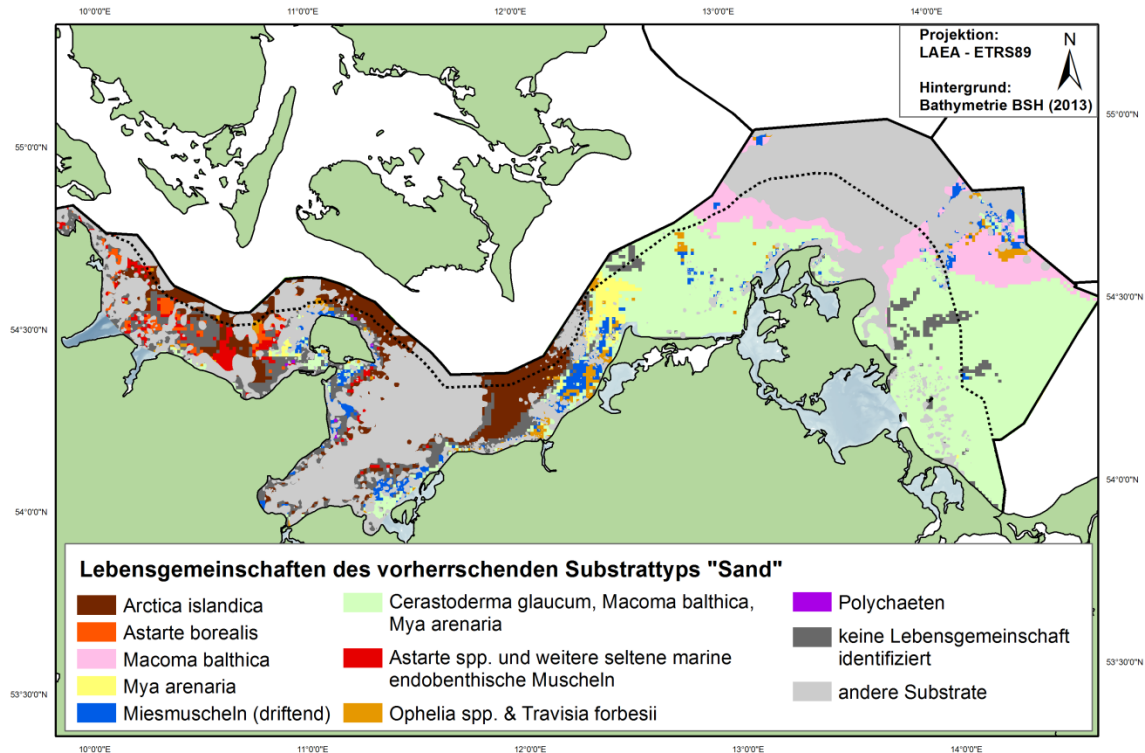 10°0'0"E
11°0'0"E
12°0'0"E
13°0'0"E
14°0'0"E
Projektion:
LAEA - ETRS89
N
Hintergrund:
Bathymetrie BSH (2013)
55°0'0"N
55°0'0"N
54°30'0"N
54°30'0"N
54°0'0"N
54°0'0"N
53°30'0"N
53°30'0"N
Lebensgemeinschaften des vorherrschenden Substrattyps "Sand"
Arctica islandica
Astarte borealis
Macoma balthica
Mya arenaria
Miesmuscheln (driftend)
Cerastoderma glaucum, Macoma balthica,
Mya arenaria
Astarte spp. und weitere seltene marine
endobenthische Muscheln
Ophelia spp. & Travisia forbesii
Polychaeten
keine Lebensgemeinschaft
identifiziert
andere Substrate
10°0'0"E
11°0'0"E
12°0'0"E
13°0'0"E
14°0'0"E